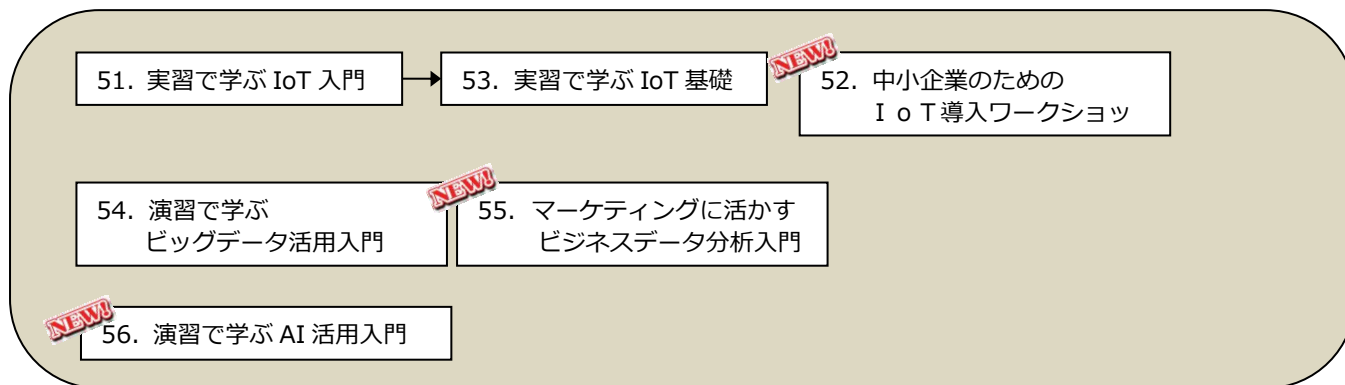 51. 実習で学ぶ IoT 入門
53. 実習で学ぶ IoT 基礎
NEW!
52. 中小企業のための
ＩｏＴ導入ワークショッ
54. 演習で学ぶ
ビッグデータ活用入門
NEW!
55. マーケティングに活かす
ビジネスデータ分析入門
NEW!
56. 演習で学ぶ AI 活用入門